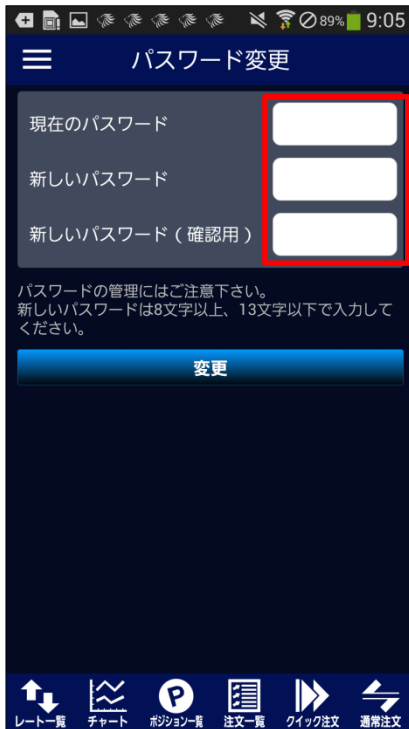 89% 9:05
パスワード変更
現在のパスワード
新しいパスワード
新しいパスワード(確認用)
パスワードの管理にはご注意下さい。
新しいパスワードは8文字以上、13文字以下で入力して
ください。
変更
P
レート一覧 チャート ポジション一覧 注文一覧 クイック注文 通常注文